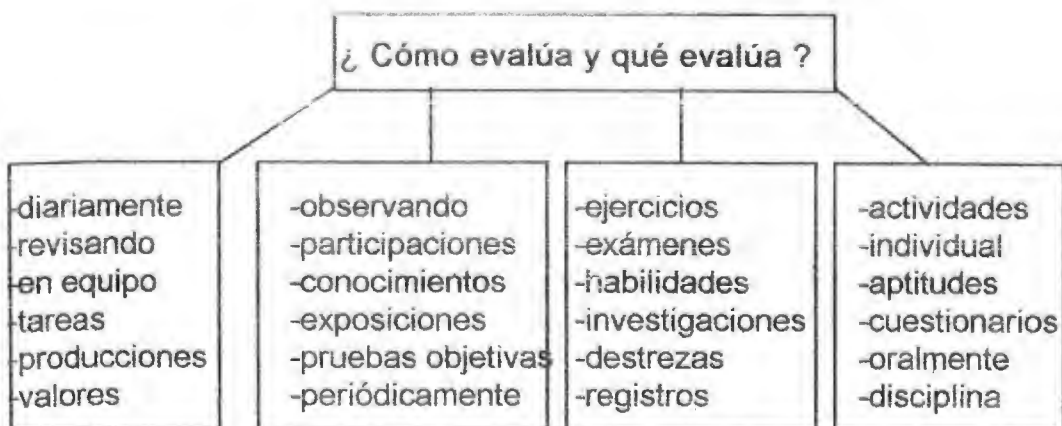 ¿ Cómo evalúa y qué evalúa ?
-diariamente
-revisando
-en equipo
-tareas
-producciones
-valores
-observando
-participaciones
-conocimientos
-exposiciones
-pruebas objetivas
-periódicamente
-ejercicios
-exámenes
-habilidades
-investigaciones
-destrezas
-registros
-actividades
-individual
-aptitudes
-cuestionarios
-oralmente
-disciplina